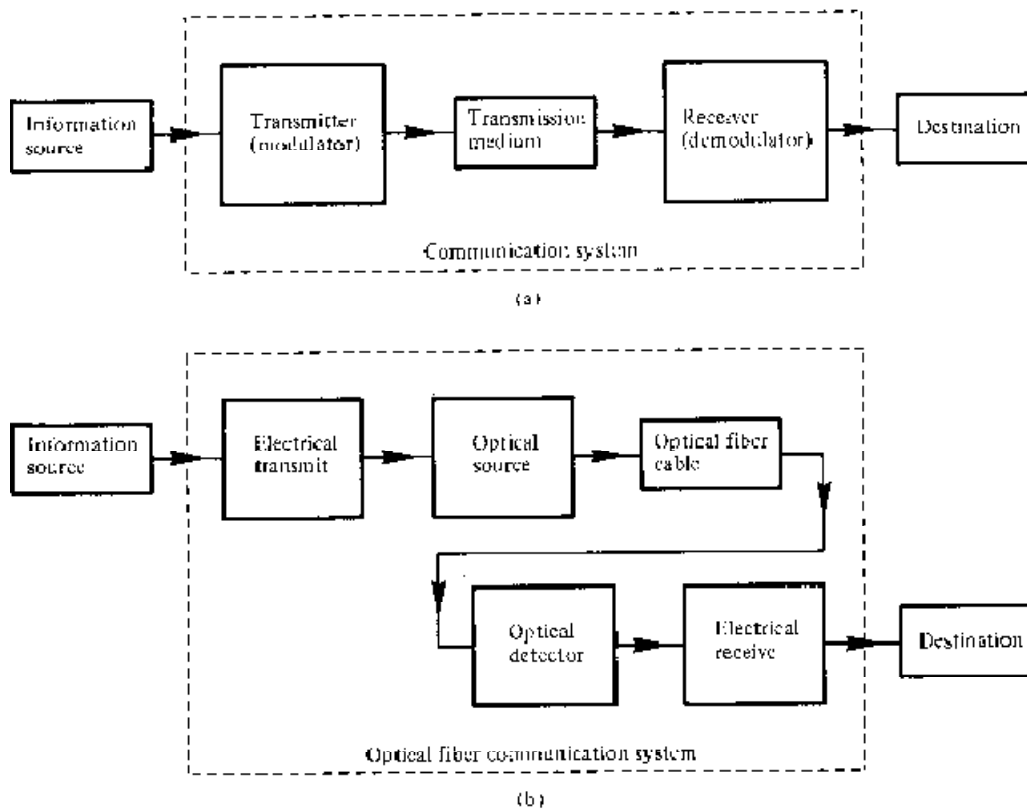 Information
source
Transmitter
(modulator)
Transmission
medium
Receiver
(demodulator)
Destination
Communication system
(a)
Information
source
Electrical
transmit
Optical
source
Optical fiber
cable
Optical
detector
Electrical
receive
Destination
Optical fiber communication system
(b)